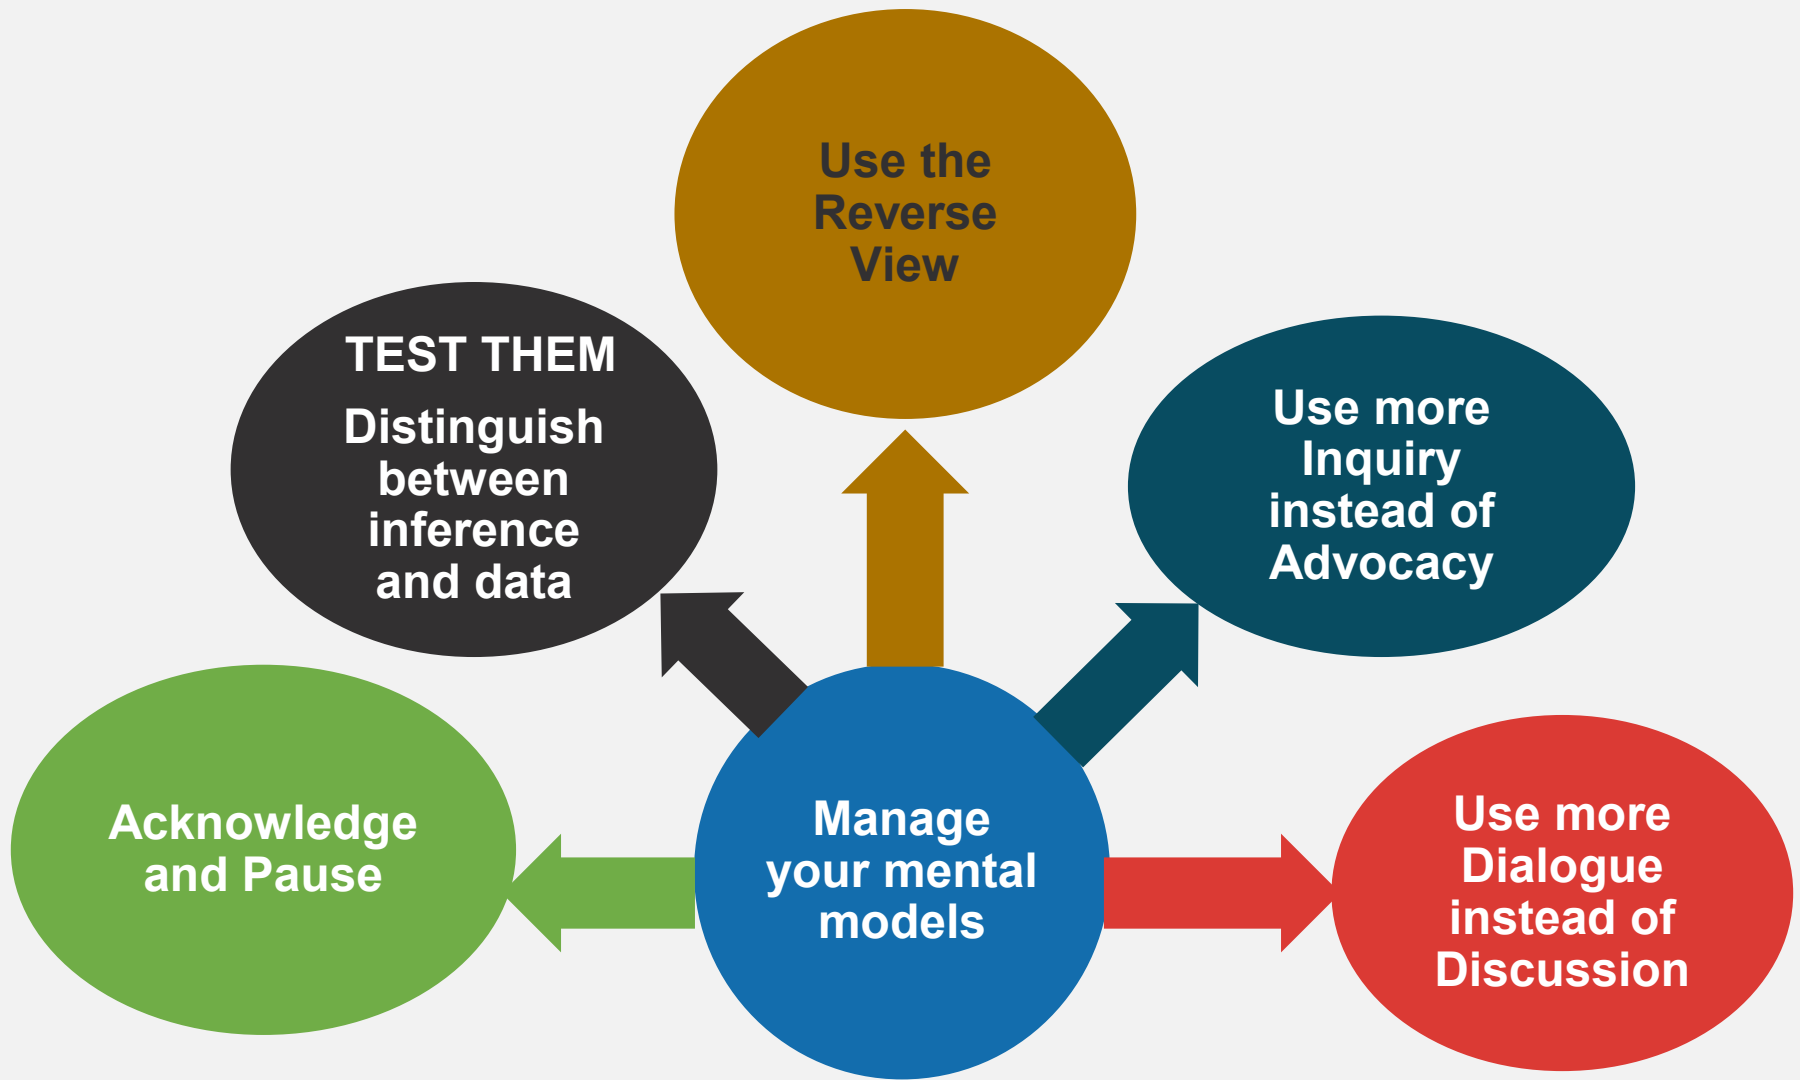 Use the
Reverse
View
TEST THEM
Distinguish
between
inference
and data
Use more
Inquiry
instead of
Advocacy
Acknowledge
and Pause
Manage
your mental
models
Use more
Dialogue
instead of
Discussion